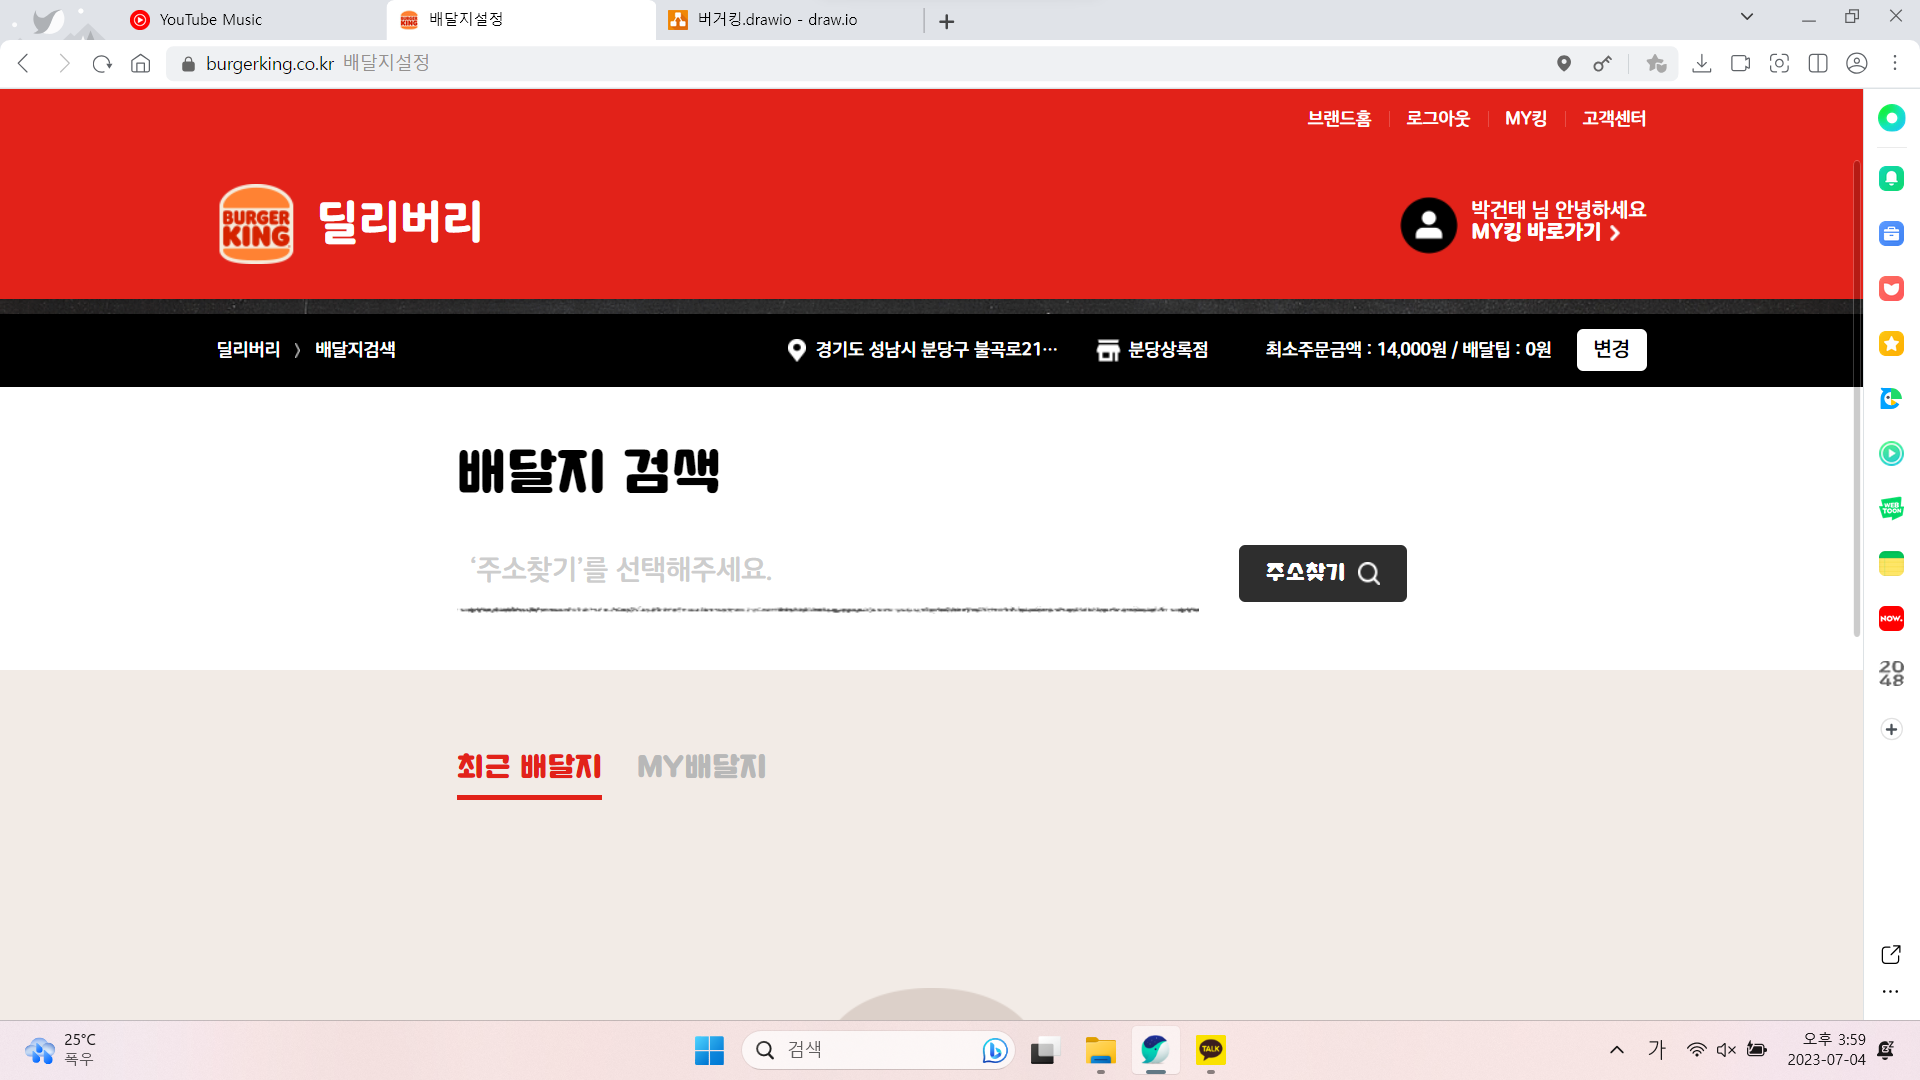 YouTube Music
배달지설정
버거킹.drawio - draw.io
burgerking.co.kr 배달지설정
브랜드홈
로그아웃
MY킹
고객센터
BURGER KING
딜리버리
박건태 님 안녕하세요
MY킹 바로가기
딜리버리
배달지검색
경기도 성남시 분당구 불곡로21…
분당상록점
최소주문금액 : 14,000원 / 배달팁 : 0원
변경
배달지 검색
‘주소찾기’를 선택해주세요.
주소찾기
최근 배달지
MY배달지
WEB
TOON
NOW.
20
48
25°C
폭우
검색
TALK
가
오후 3:59
2023-07-04